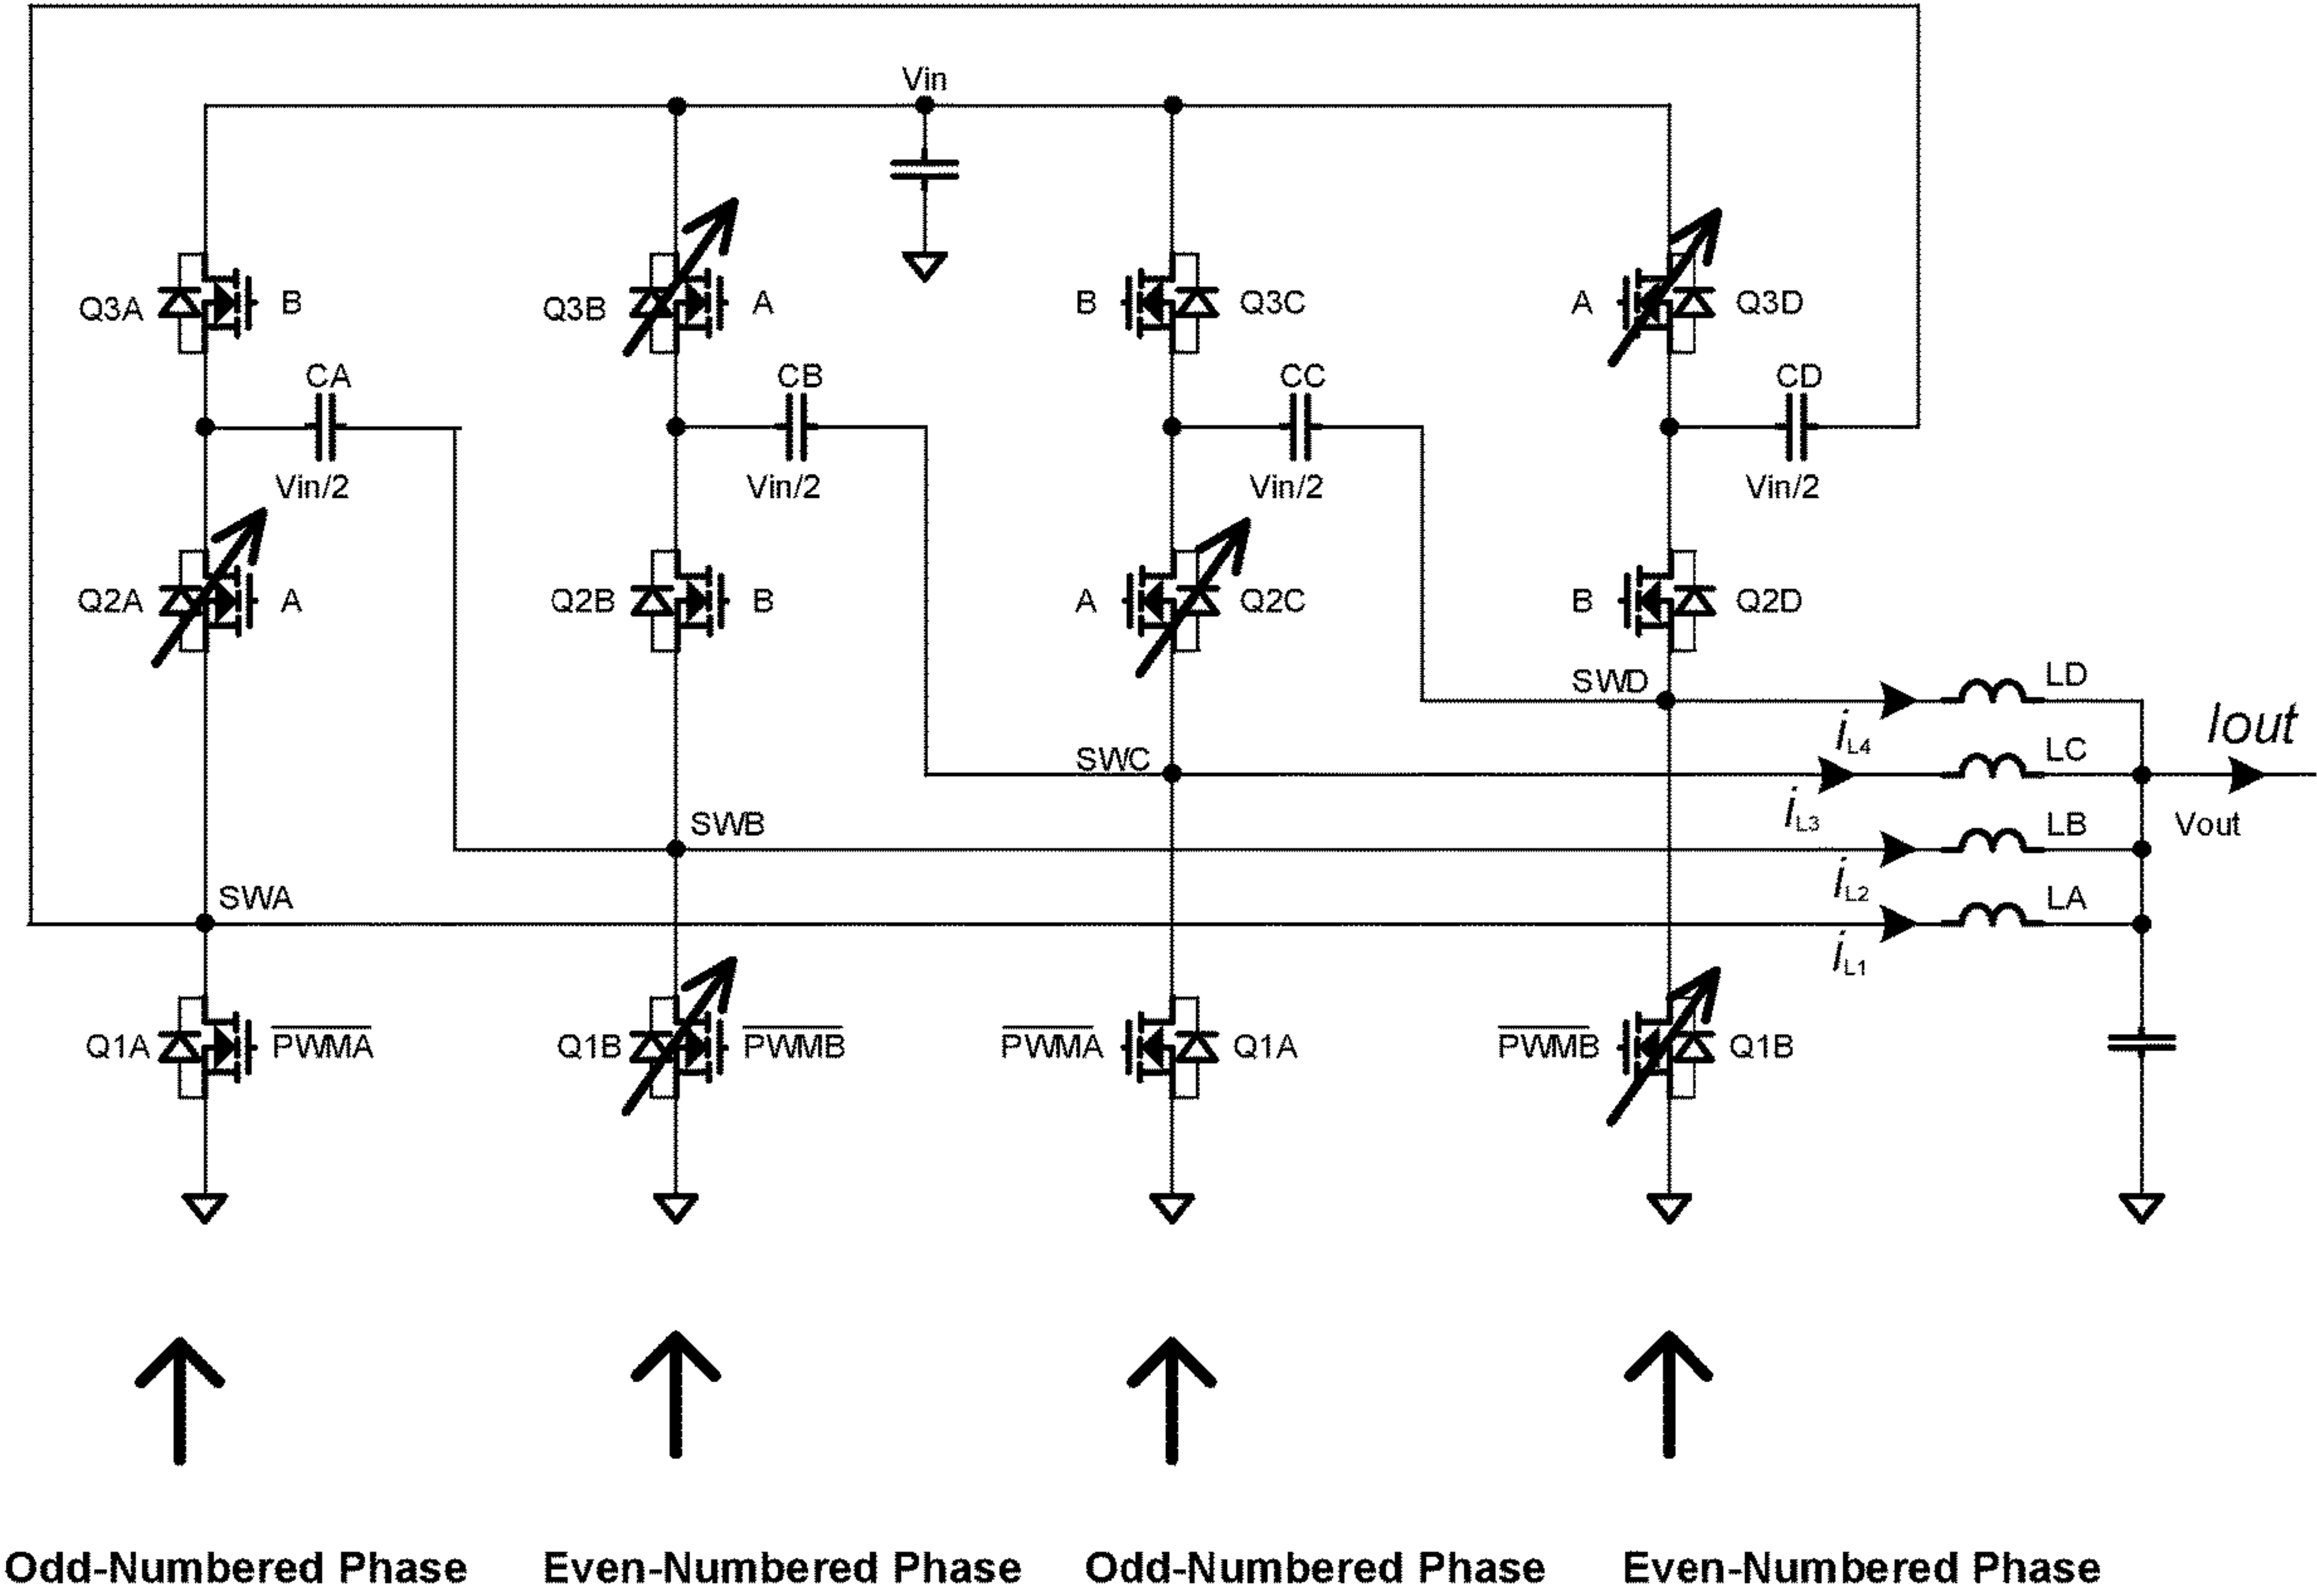 Vin
Q3A B Q3B A B Q3C A Q3D
CA CB CC CD
Vin/2 Vin/2 Vin/2 Vin/2
Q2A A Q2B B A Q2C B Q2D
SWD LD
iL4 Iout
SWC LC
iL3 Vout
SWB LB
iL2
SWA LA
iL1
Q1A PWMA Q1B PWMB PWMA Q1A PWMB Q1B
Odd-Numbered Phase Even-Numbered Phase Odd-Numbered Phase Even-Numbered Phase